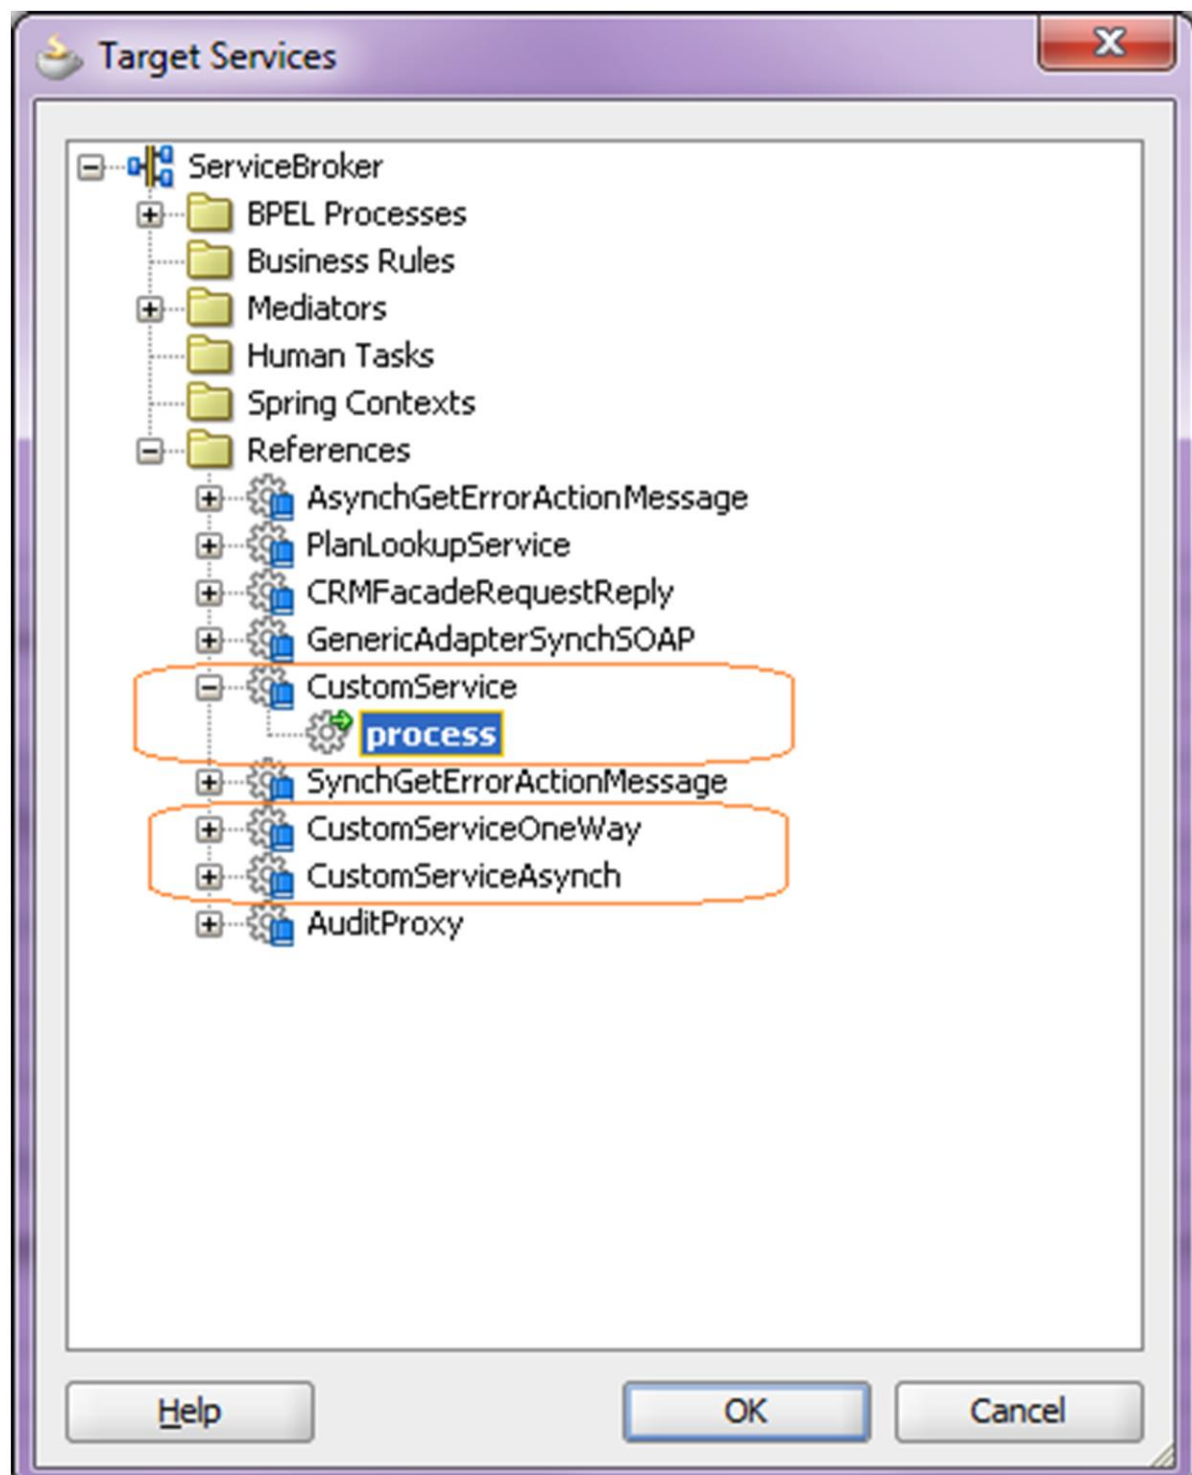 Target Services
ServiceBroker
BPEL Processes
Business Rules
Mediators
Human Tasks
Spring Contexts
References
AsynchGetErrorActionMessage
PlanLookupService
CRMFacadeRequestReply
GenericAdapterSynchSOAP
CustomService
process
SynchGetErrorActionMessage
CustomServiceOneWay
CustomServiceAsynch
AuditProxy
Help OK Cancel